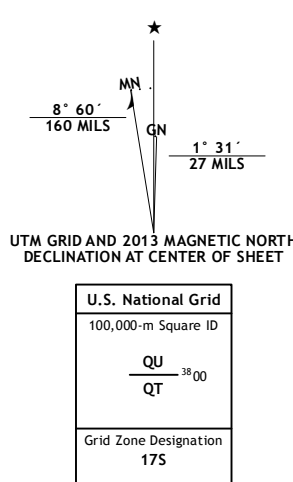 ★
MN
8° 60´
160 MILS
GN
1° 31´
27 MILS
UTM GRID AND 2013 MAGNETIC NORTH
DECLINATION AT CENTER OF SHEET
U.S. National Grid
100,000-m Square ID
QU
3800
QT
Grid Zone Designation
17S